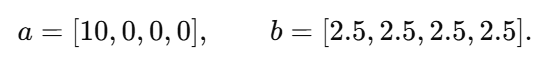 a = [10, 0, 0, 0],   b = [2.5, 2.5, 2.5, 2.5].